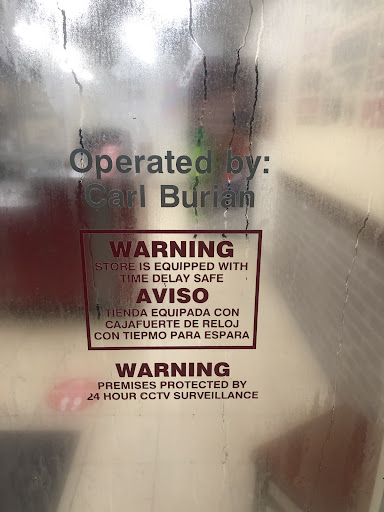 Operated by:
Carl Burian
WARNING
STORE IS EQUIPPED WITH
TIME DELAY SAFE
AVISO
TIENDA EQUIPADA CON
CAJAFUERTE DE RELOJ
CON TIEPMO PARA ESPARA
WARNING
PREMISES PROTECTED BY
24 HOUR CCTV SURVEILLANCE